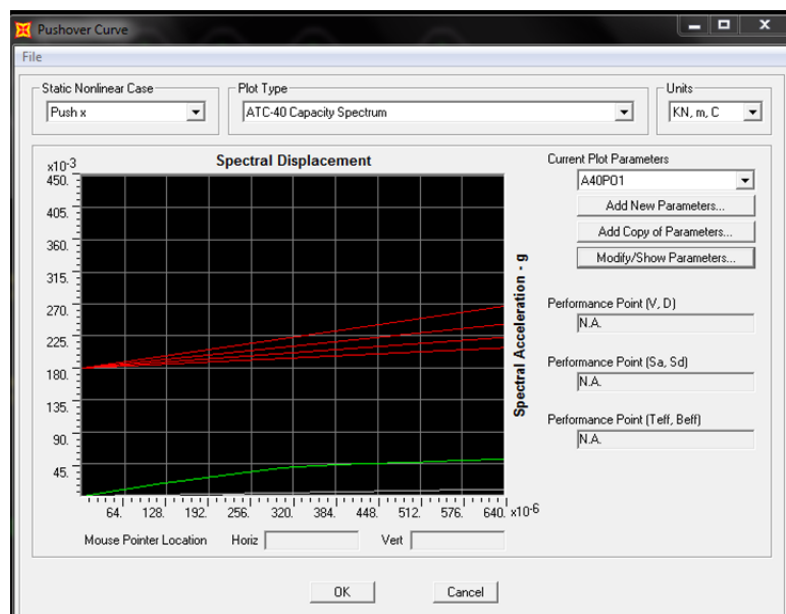 Pushover Curve
File
Static Nonlinear Case
Push x
Plot Type
ATC-40 Capacity Spectrum
Units
KN, m, C
Spectral Displacement
x10-3
450.
405.
360.
315.
270.
225.
180.
135.
90.
45.
64. 128. 192. 256. 320. 384. 448. 512. 576. 640. x10-6
Spectral Acceleration - g
Mouse Pointer Location Horiz Vert
Current Plot Parameters
A40PO1
Add New Parameters...
Add Copy of Parameters...
Modify/Show Parameters...
Performance Point (V, D)
N.A.
Performance Point (Sa, Sd)
N.A.
Performance Point (Teff, Beff)
N.A.
OK Cancel